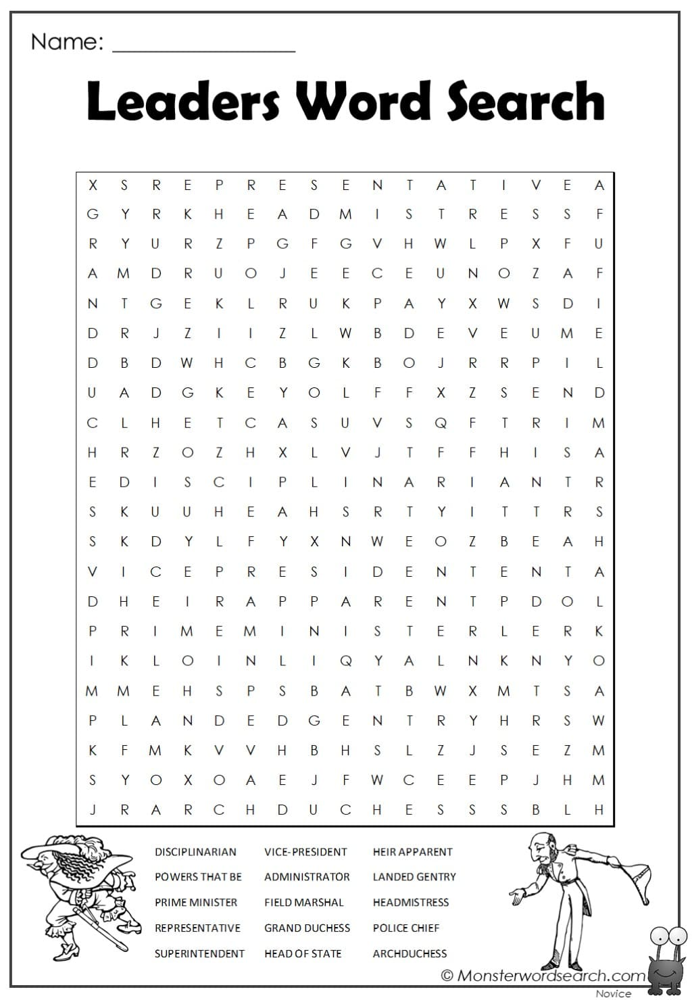 Name: ________________
Leaders Word Search
X S R E P R E S E N T A T I V E A
G Y R K H E A D M I S T R E S S F
R Y U R Z P G F G V H W L P X F U
A M D R U O J E E C E U N O Z A F
N T G E K L R U K P A Y X W S D I
D R J Z I I Z L W B D E V E U M E
D B D W H C B G K B O J R R P I L
U A D G K E Y O L F F X Z S E N D
C L H E T C A S U V S Q F T R I M
H R Z O Z H X L V J T F F H I S A
E D I S C I P L I N A R I A N T R
S K U U H E A H S R T Y I T T R S
S K D Y L F Y X N W E O Z B E A H
V I C E P R E S I D E N T E N T A
D H E I R A P P A R E N T P D O L
P R I M E M I N I S T E R L E R K
I K L O I N L I Q Y A L N K N Y O
M M E H S P S B A T B W X M T S A
P L A N D E D G E N T R Y H R S W
K F M K V V H B H S L Z J S E Z M
S Y O X O A E J F W C E E P J H M
J R A R C H D U C H E S S S B L H
DISCIPLINARIAN VICE-PRESIDENT HEIR APPARENT
POWERS THAT BE ADMINISTRATOR LANDED GENTRY
PRIME MINISTER FIELD MARSHAL HEADMISTRESS
REPRESENTATIVE GRAND DUCHESS POLICE CHIEF
SUPERINTENDENT HEAD OF STATE ARCHDUCHESS
© Monsterwordsearch.com
Novice